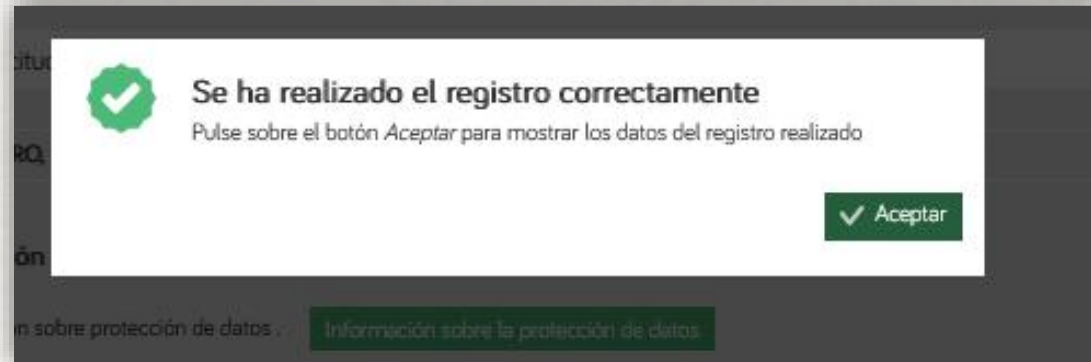 Se ha realizado el registro correctamente
Pulse sobre el botón Aceptar para mostrar los datos del registro realizado
Aceptar
sobre protección de datos . Información sobre la protección de datos